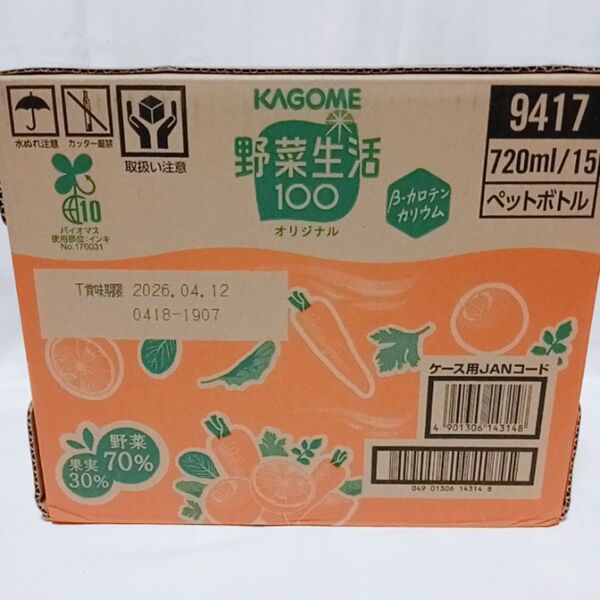 KAGOME
野菜生活
100
オリジナル
β-カロテン
カリウム
9417
720ml/15
ペットボトル
水ぬれ注意
カッター厳禁
取扱い注意
10
バイオマス
使用部位:インキ
No.176031
T賞味期限 2026.04.12
0418-1907
ケース用JANコード
4 901306 143148
049 01306 14314 8
野菜
70%
果実
30%